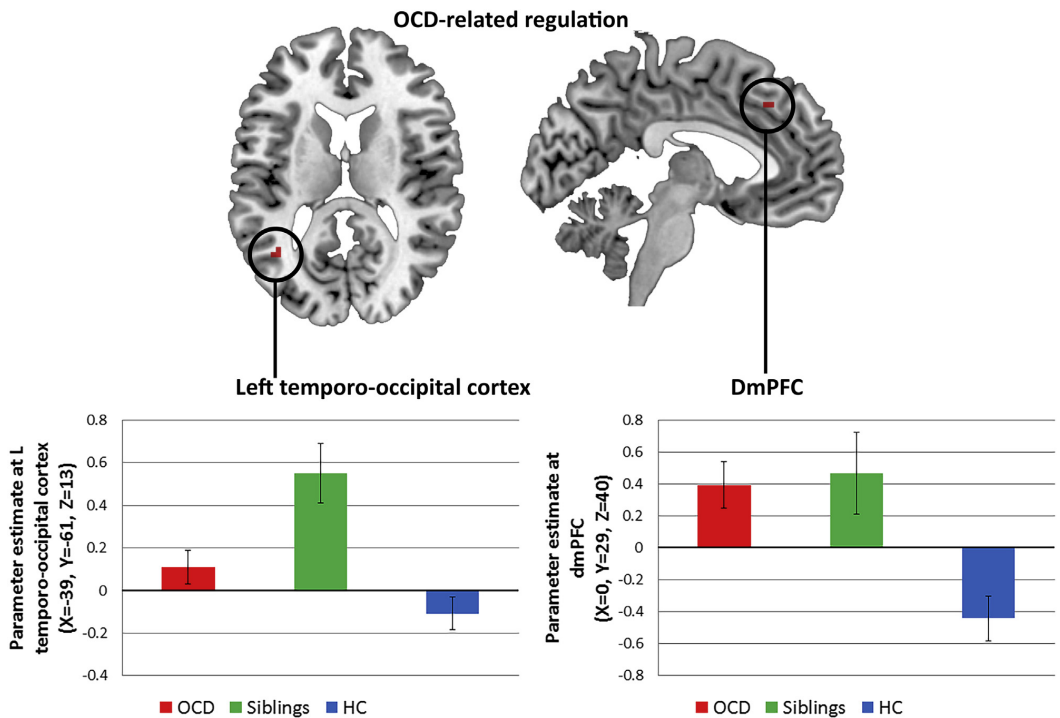 OCD-related regulation
Left temporo-occipital cortex
DmPFC
Parameter estimate at L
temporo-occipital cortex
(X=-39, Y=-61, Z=13)
0.8
0.6
0.4
0.2
0
-0.2
-0.4
OCD Siblings HC
Parameter estimate at
dmPFC
(X=0, Y=29, Z=40)
0.8
0.6
0.4
0.2
0
-0.2
-0.4
-0.6
-0.8
OCD Siblings HC